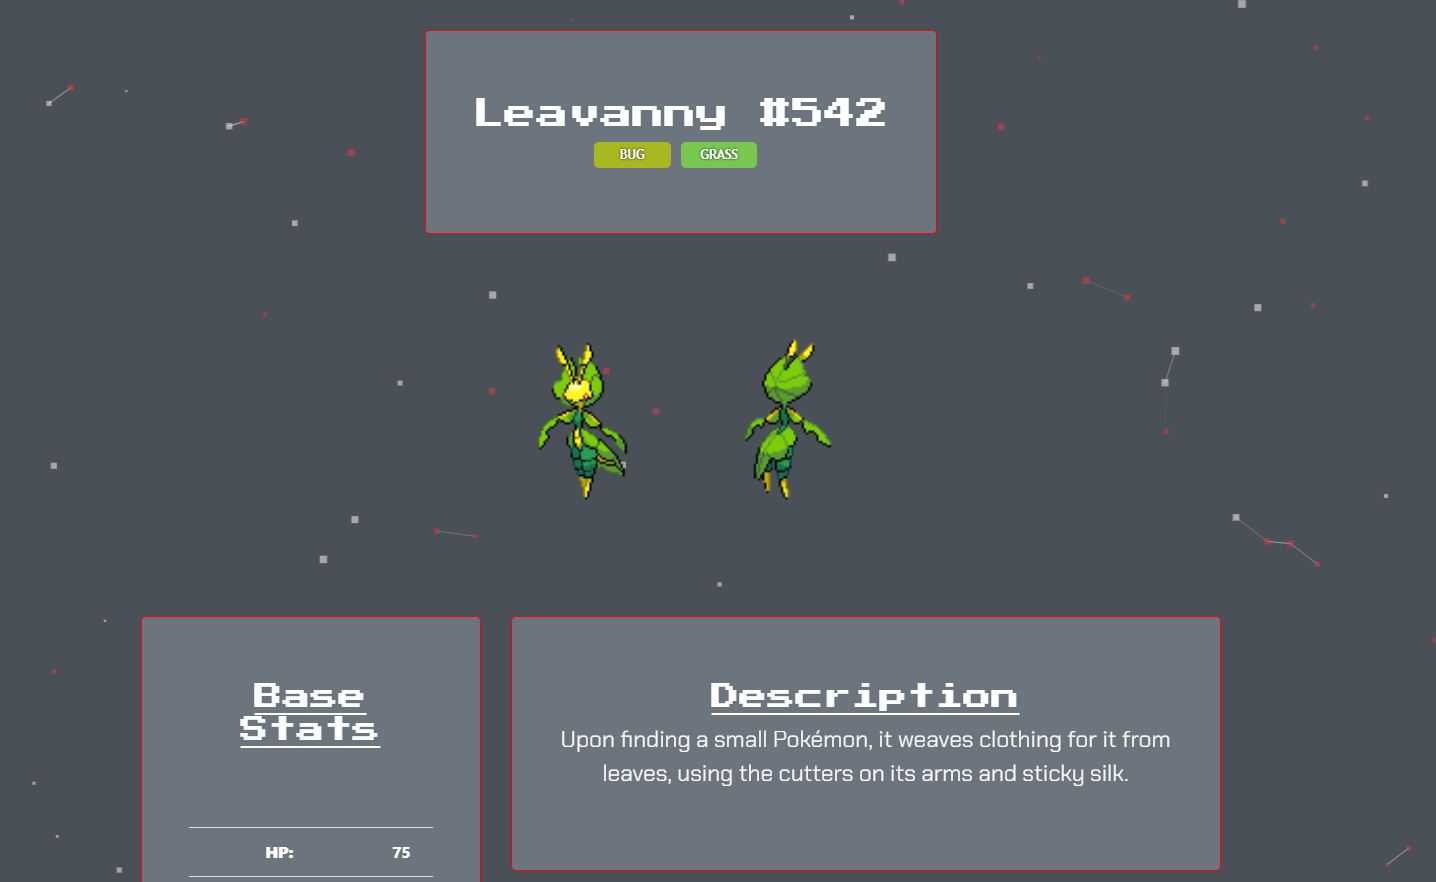 Leavanny #542
BUG GRASS
Base
Stats
HP: 75
Description
Upon finding a small Pokémon, it weaves clothing for it from
leaves, using the cutters on its arms and sticky silk.